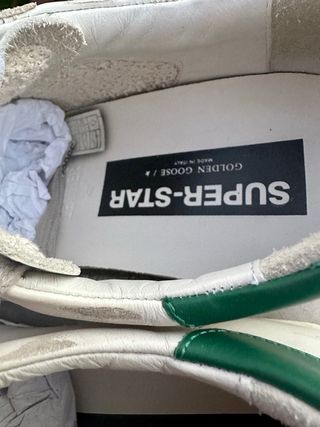 SUPER-STAR
GOLDEN GOOSE /
MADE IN ITALY